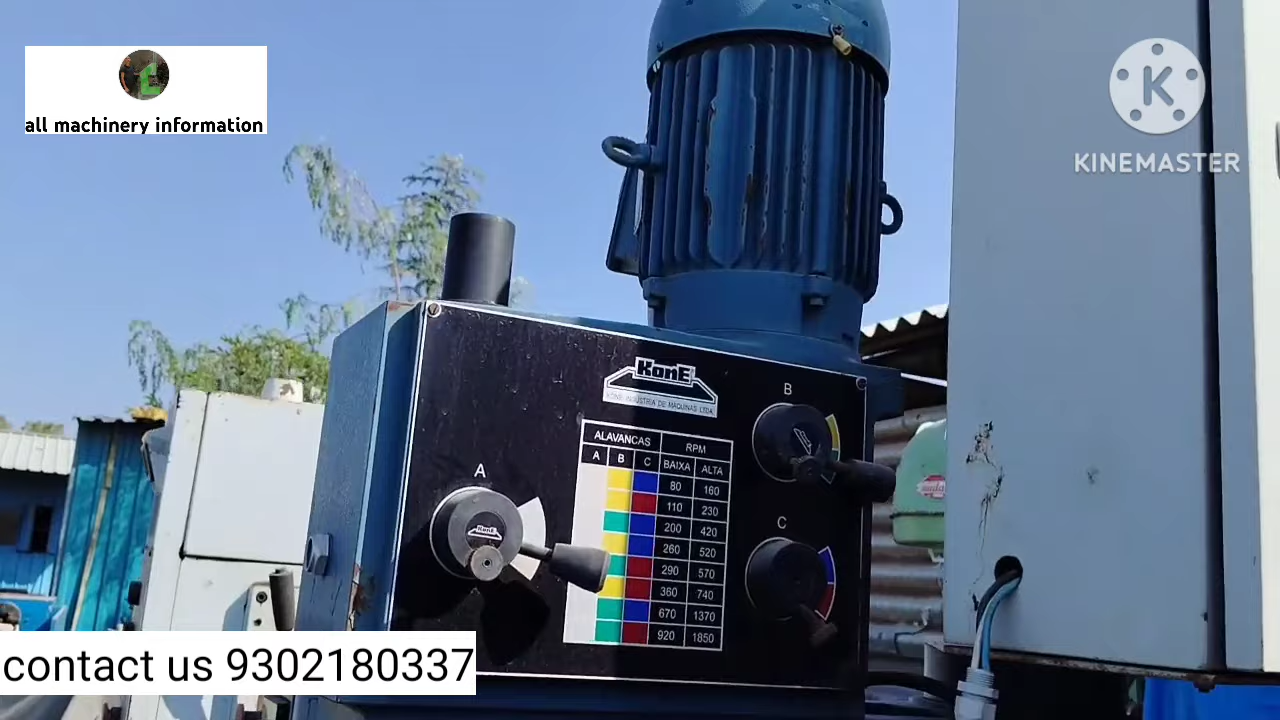 all machinery information
K
KINEMASTER
KonE
KONE INDUSTRIA DE MAQUINAS LTDA.
ALAVANCAS RPM
A B C BAIXA ALTA
80 160
110 230
200 420
260 520
290 570
360 740
670 1370
920 1850
A
KonE
B
C
contact us 9302180337